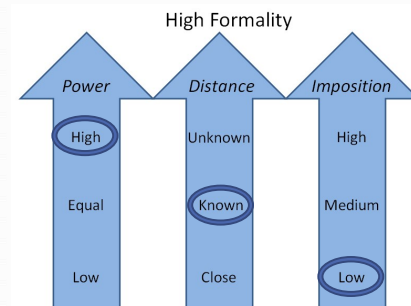 High Formality
Power Distance Imposition
High Unknown High
Equal Known Medium
Low Close Low